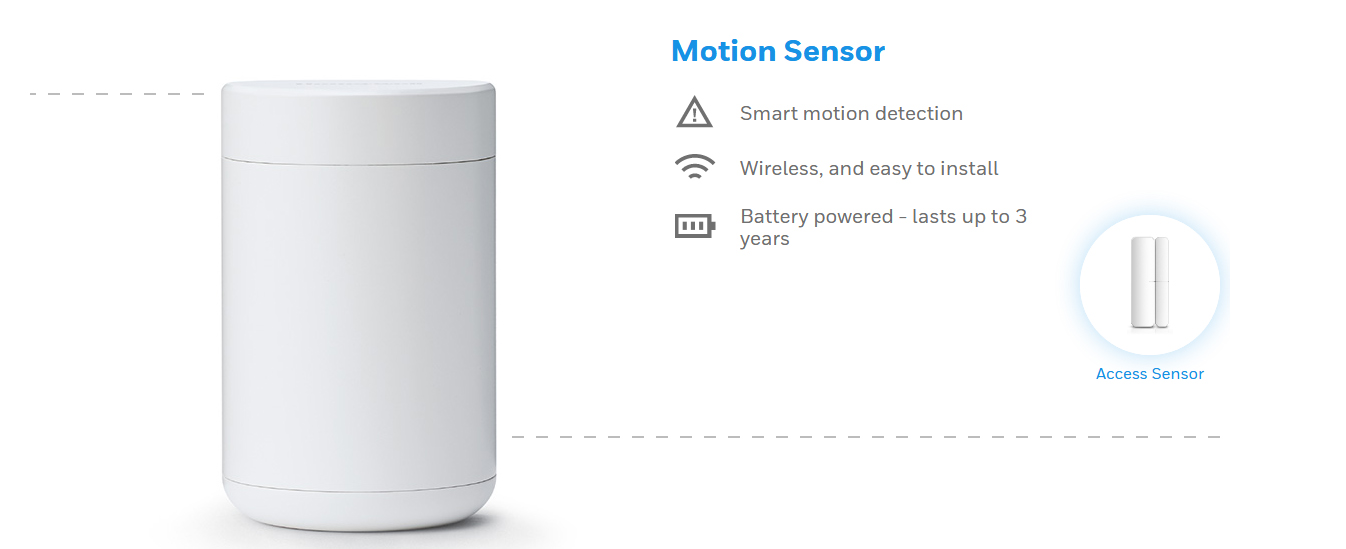 Motion Sensor
Smart motion detection
Wireless, and easy to install
Battery powered - lasts up to 3
years
Access Sensor